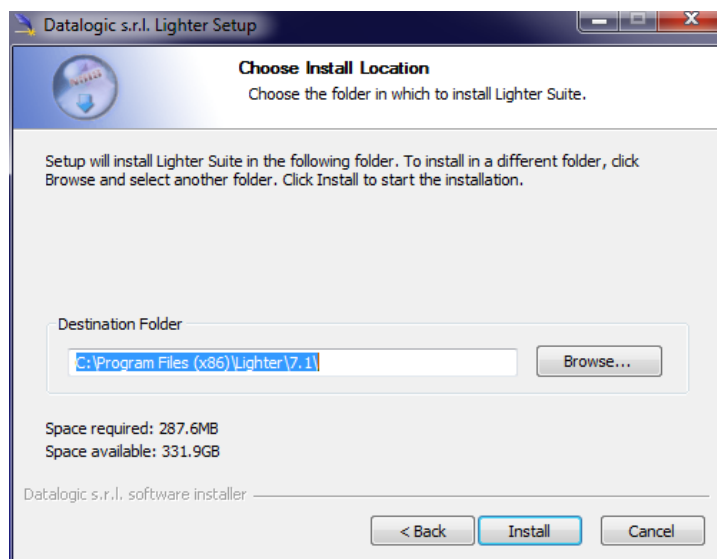 Datalogic s.r.l. Lighter Setup
Choose Install Location
Choose the folder in which to install Lighter Suite.
Setup will install Lighter Suite in the following folder. To install in a different folder, click
Browse and select another folder. Click Install to start the installation.
Destination Folder
C:\Program Files (x86)\Lighter\7.1\
Browse...
Space required: 287.6MB
Space available: 331.9GB
Datalogic s.r.l. software installer
< Back
Install
Cancel